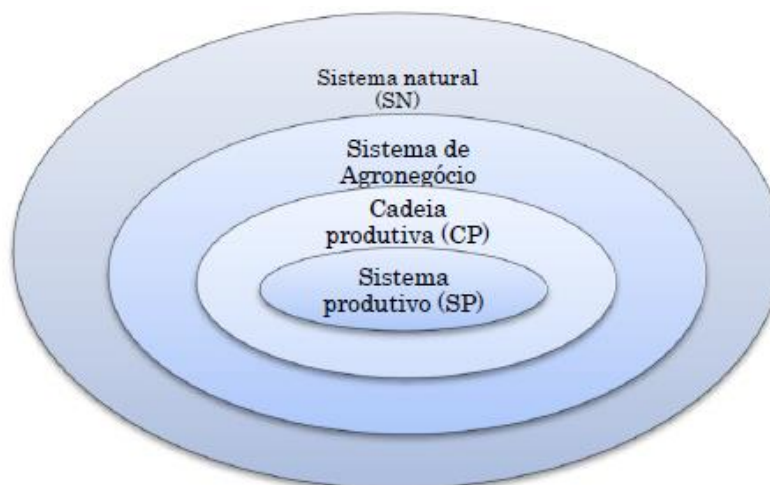 Sistema natural
(SN)
Sistema de
Agronegócio
Cadeia
produtiva (CP)
Sistema
produtivo (SP)